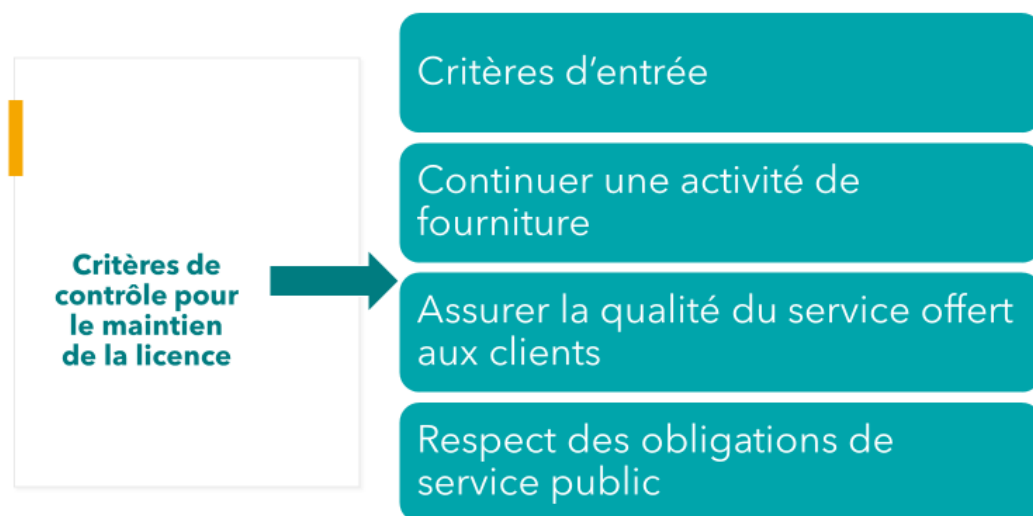 Critères de
contrôle pour
le maintien
de la licence
Critères d’entrée
Continuer une activité de
fourniture
Assurer la qualité du service offert
aux clients
Respect des obligations de
service public